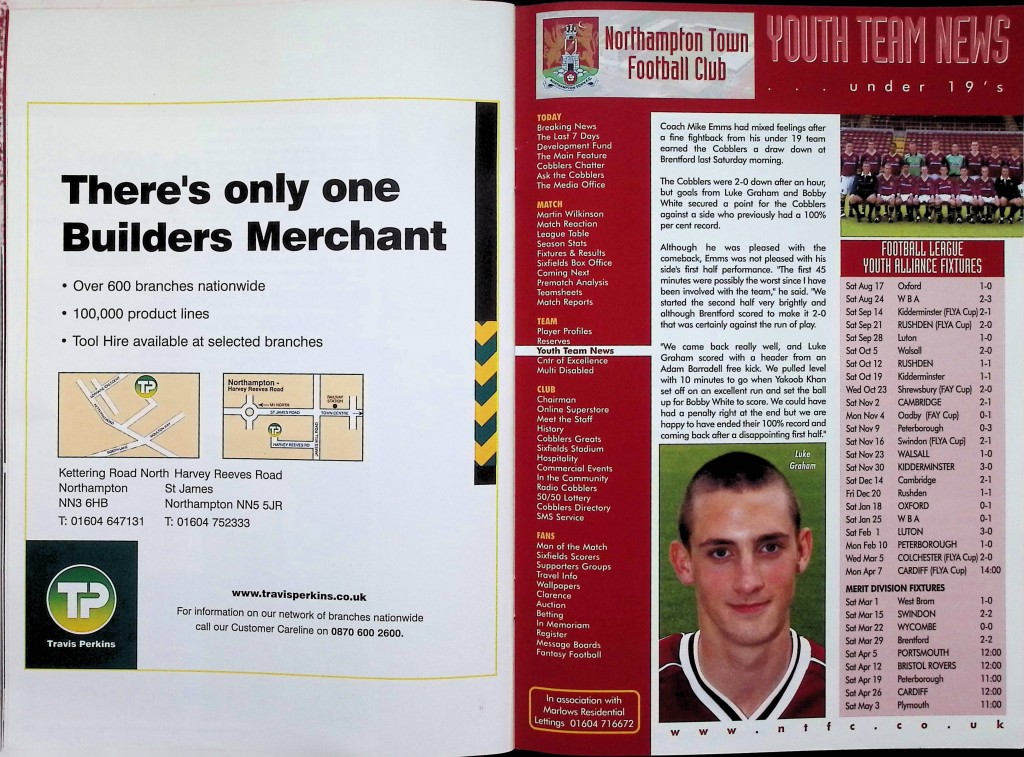 There's only one
Builders Merchant
• Over 600 branches nationwide
• 100,000 product lines
• Tool Hire available at selected branches
TP
Northampton -
Harvey Reeves Road
RAILWAY
STATION
M1 NORTH
ST JAMES ROAD
TOWN CENTRE
TP
HARVEY REEVES RD
Kettering Road North
Northampton
NN3 6HB
T: 01604 647131
Harvey Reeves Road
St James
Northampton NN5 5JR
T: 01604 752333
TP
Travis Perkins
www.travisperkins.co.uk
For information on our network of branches nationwide
call our Customer Careline on 0870 600 2600.
Northampton Town
Football Club
YOUTH TEAM NEWS
. . . under 19's
TODAY
Breaking News
The Last 7 Days
Development Fund
The Main Feature
Cobblers Chatter
Ask the Cobblers
The Media Office
MATCH
Martin Wilkinson
Match Reaction
League Table
Season Stats
Fixtures & Results
Sixfields Box Office
Coming Next
Prematch Analysis
Teamsheets
Match Reports
TEAM
Player Profiles
Reserves
Youth Team News
Cntr of Excellence
Multi Disabled
CLUB
Chairman
Online Superstore
Meet the Staff
History
Cobblers Greats
Sixfields Stadium
Hospitality
Commercial Events
In the Community
Radio Cobblers
50/50 Lottery
Cobblers Directory
SMS Service
FANS
Man of the Match
Sixfields Scorers
Supporters Groups
Travel Info
Wallpapers
Clarence
Auction
Betting
In Memoriam
Register
Message Boards
Fantasy Football
In association with
Marlows Residential
Lettings 01604 716672
Coach Mike Emms had mixed feelings after
a fine fightback from his under 19 team
earned the Cobblers a draw down at
Brentford last Saturday morning.
The Cobblers were 2-0 down after an hour,
but goals from Luke Graham and Bobby
White secured a point for the Cobblers
against a side who previously had a 100%
per cent record.
Although he was pleased with the
comeback, Emms was not pleased with his
side's first half performance. "The first 45
minutes were possibly the worst since I have
been involved with the team," he said. "We
started the second half very brightly and
although Brentford scored to make it 2-0
that was certainly against the run of play.
"We came back really well, and Luke
Graham scored with a header from an
Adam Barradell free kick. We pulled level
with 10 minutes to go when Yakoob Khan
set off on an excellent run and set the ball
up for Bobby White to score. We could have
had a penalty right at the end but we are
happy to have ended their 100% record and
coming back after a disappointing first half."
Luke
Graham
FOOTBALL LEAGUE
YOUTH ALLIANCE FIXTURES
Sat Aug 17 Oxford 1-0
Sat Aug 24 W B A 2-3
Sat Sep 14 Kidderminster (FLYA Cup) 2-1
Sat Sep 21 RUSHDEN (FLYA Cup) 2-0
Sat Sep 28 Luton 1-0
Sat Oct 5 Walsall 2-0
Sat Oct 12 RUSHDEN 1-1
Sat Oct 19 Kidderminster 1-1
Wed Oct 23 Shrewsbury (FAY Cup) 2-0
Sat Nov 2 CAMBRIDGE 2-1
Mon Nov 4 Oadby (FAY Cup) 0-1
Sat Nov 9 Peterborough 0-3
Sat Nov 16 Swindon (FLYA Cup) 2-1
Sat Nov 23 WALSALL 1-0
Sat Nov 30 KIDDERMINSTER 3-0
Sat Dec 14 Cambridge 2-1
Fri Dec 20 Rushden 1-1
Sat Jan 18 OXFORD 0-1
Sat Jan 25 W B A 0-1
Sat Feb 1 LUTON 3-0
Mon Feb 10 PETERBOROUGH 1-0
Wed Mar 5 COLCHESTER (FLYA Cup) 2-0
Mon Apr 7 CARDIFF (FLYA Cup) 14:00
MERIT DIVISION FIXTURES
Sat Mar 1 West Brom 1-0
Sat Mar 15 SWINDON 2-2
Sat Mar 22 WYCOMBE 0-0
Sat Mar 29 Brentford 2-2
Sat Apr 5 PORTSMOUTH 12:00
Sat Apr 12 BRISTOL ROVERS 12:00
Sat Apr 19 Peterborough 11:00
Sat Apr 26 CARDIFF 12:00
Sat May 3 Plymouth 11:00
www.ntfc.co.uk